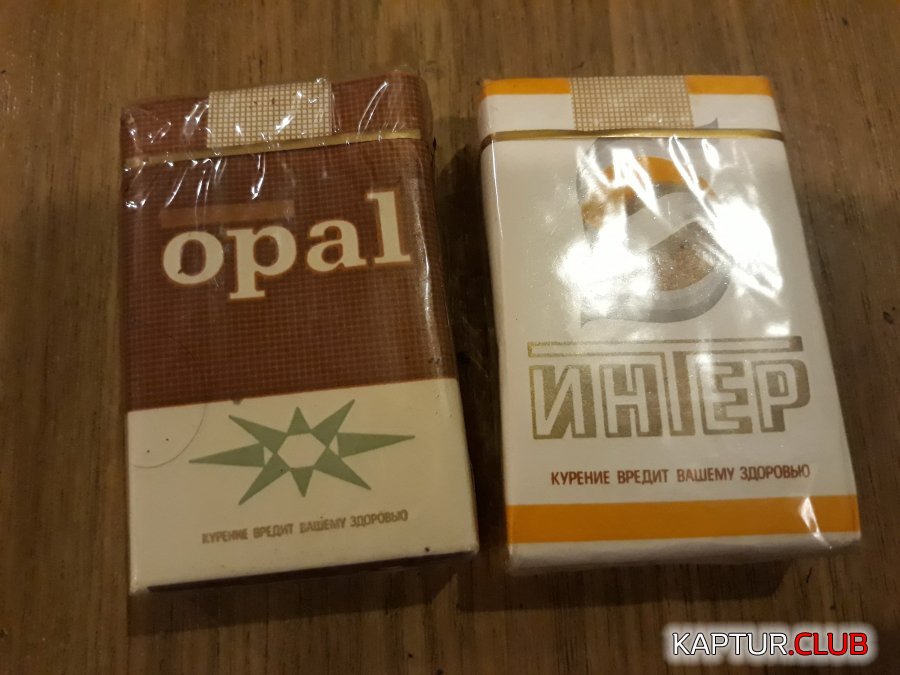 opal
КУРЕНИЕ ВРЕДИТ ВАШЕМУ ЗДОРОВЬЮ
ИНТЕР
КУРЕНИЕ ВРЕДИТ ВАШЕМУ ЗДОРОВЬЮ
KAPTUR.CLUB